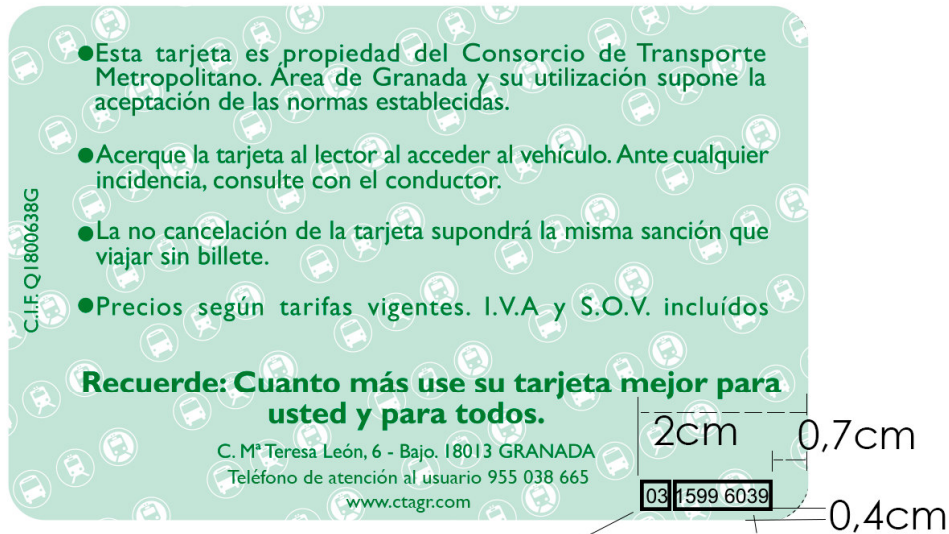 ●Esta tarjeta es propiedad del Consorcio de Transporte
Metropolitano. Área de Granada y su utilización supone la
aceptación de las normas establecidas.
●Acerque la tarjeta al lector al acceder al vehículo. Ante cualquier
incidencia, consulte con el conductor.
●La no cancelación de la tarjeta supondrá la misma sanción que
viajar sin billete.
●Precios según tarifas vigentes. I.V.A y S.O.V. incluídos
C.I.F. Q1800638G
Recuerde: Cuanto más use su tarjeta mejor para
usted y para todos.
C. Mª Teresa León, 6 - Bajo. 18013 GRANADA
Teléfono de atención al usuario 955 038 665
www.ctagr.com
2cm
0,7cm
03 1599 6039
0,4cm